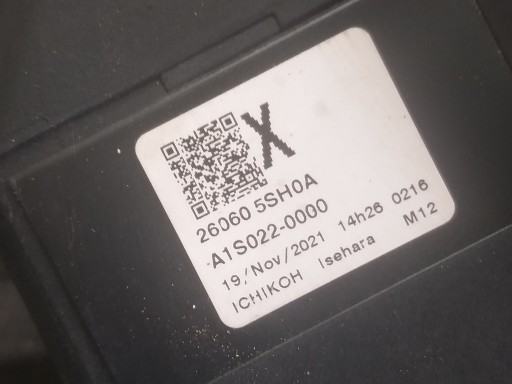 X
26060 5SH0A
A1S022-0000
19/Nov/2021 14h26 0216
ICHIKOH Isehara M12